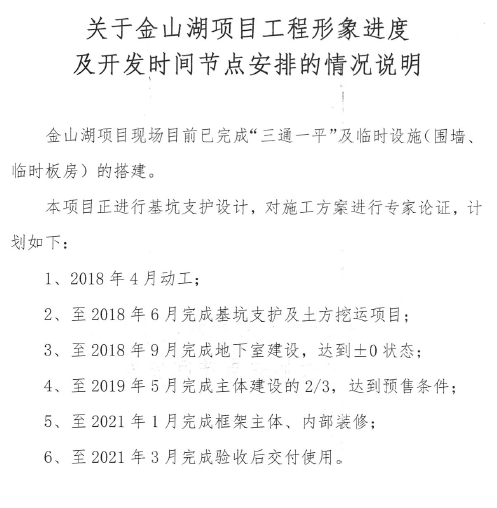 关于金山湖项目工程形象进度
及开发时间节点安排的情况说明
金山湖项目现场目前已完成“三通一平”及临时设施(围墙、
临时板房)的搭建。
本项目正进行基坑支护设计,对施工方案进行专家论证,计
划如下:
1、2018年4月动工;
2、至2018年6月完成基坑支护及土方挖运项目;
3、至2018年9月完成地下室建设,达到±0状态;
4、至2019年5月完成主体建设的2/3,达到预售条件;
5、至2021年1月完成框架主体、内部装修;
6、至2021年3月完成验收后交付使用。